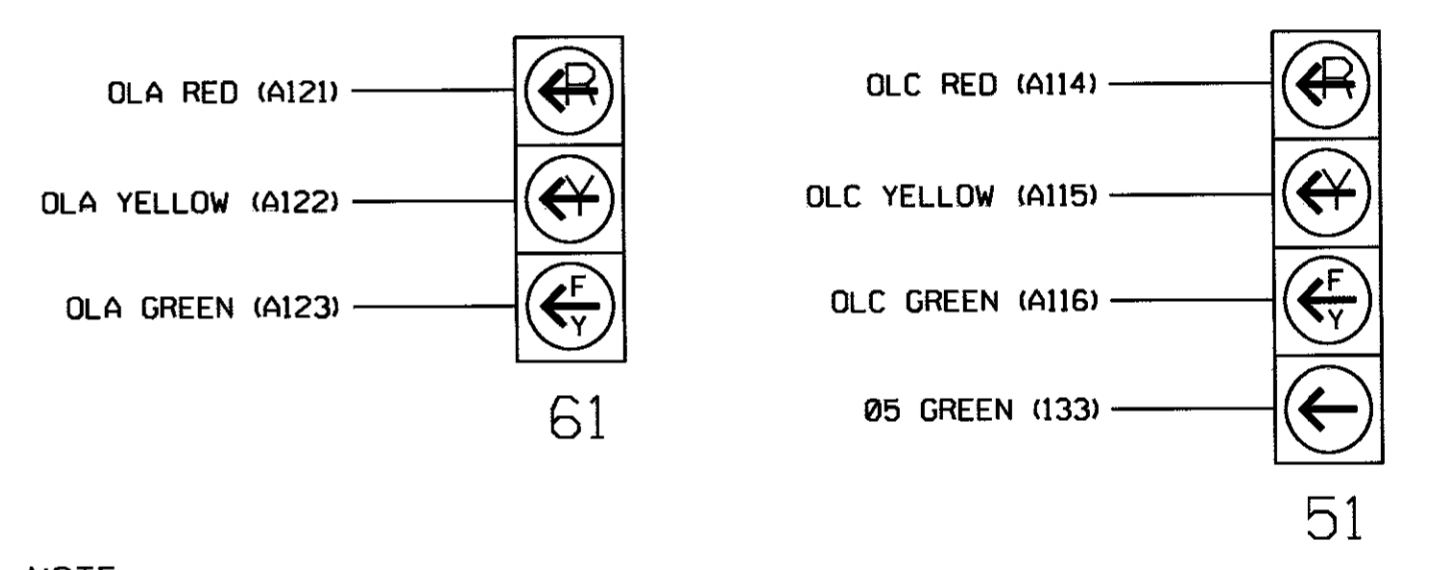 OLA RED (A121)
R
OLA YELLOW (A122)
Y
OLA GREEN (A123)
F
Y
61
OLC RED (A114)
R
OLC YELLOW (A115)
Y
OLC GREEN (A116)
F
Y
Ø5 GREEN (133)
51
NOTE